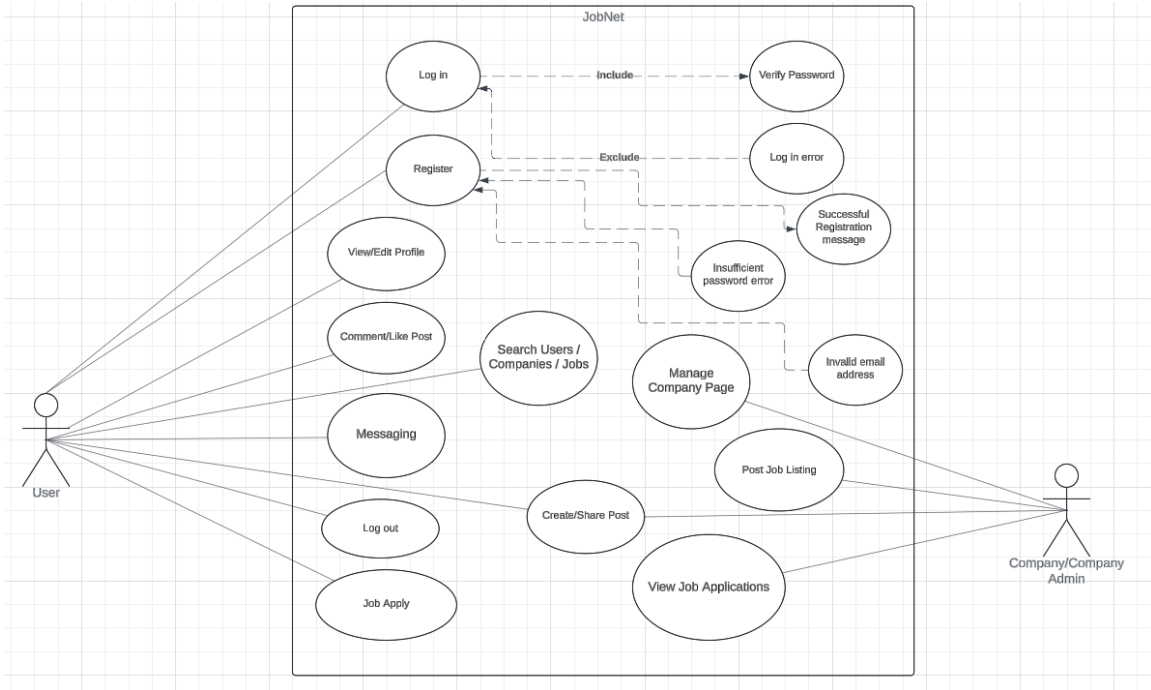 JobNet
Log in
Include
Verify Password
Exclude
Log in error
Register
Successful
Registration
message
View/Edit Profile
Insufficient
password error
Comment/Like Post
Search Users /
Companies / Jobs
Manage
Company Page
Invalid email
address
Messaging
Post Job Listing
User
Log out
Create/Share Post
Company/Company
Admin
Job Apply
View Job Applications